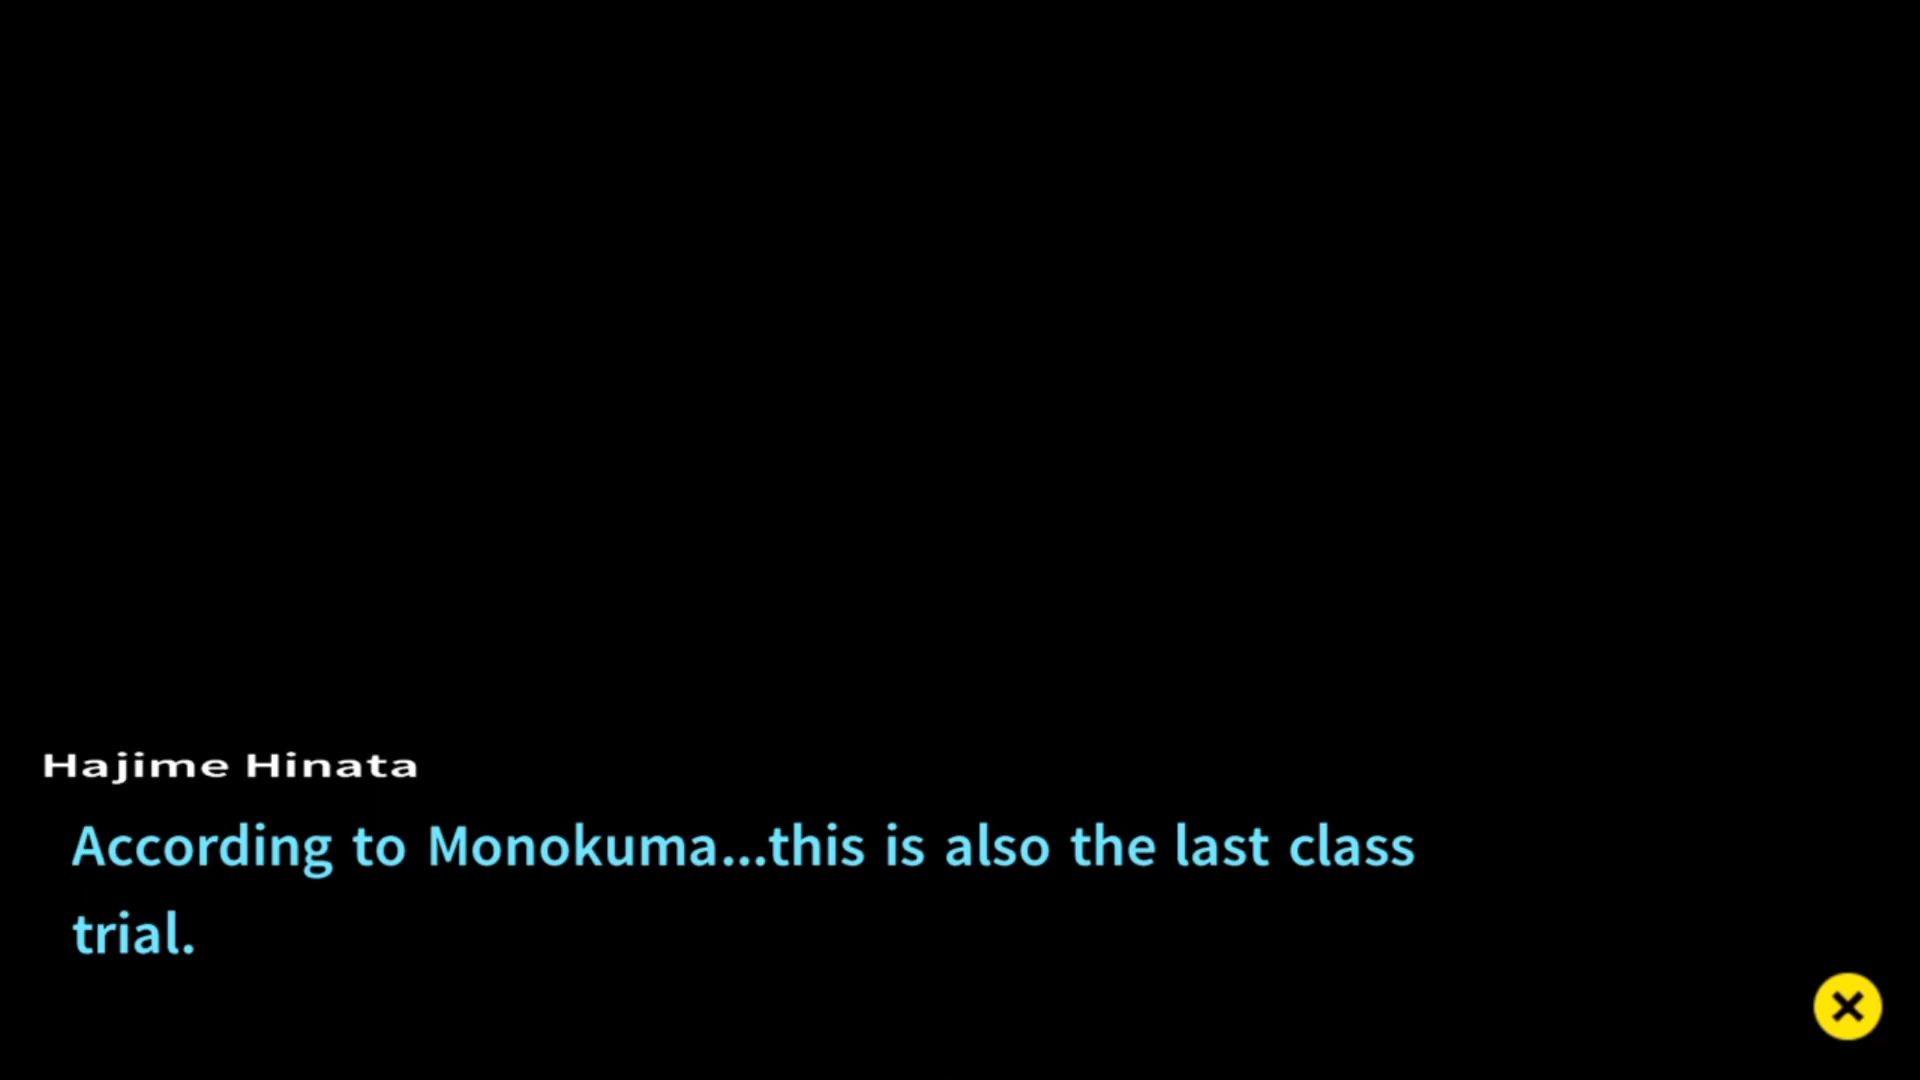 Hajime Hinata
According to Monokuma...this is also the last class
trial.